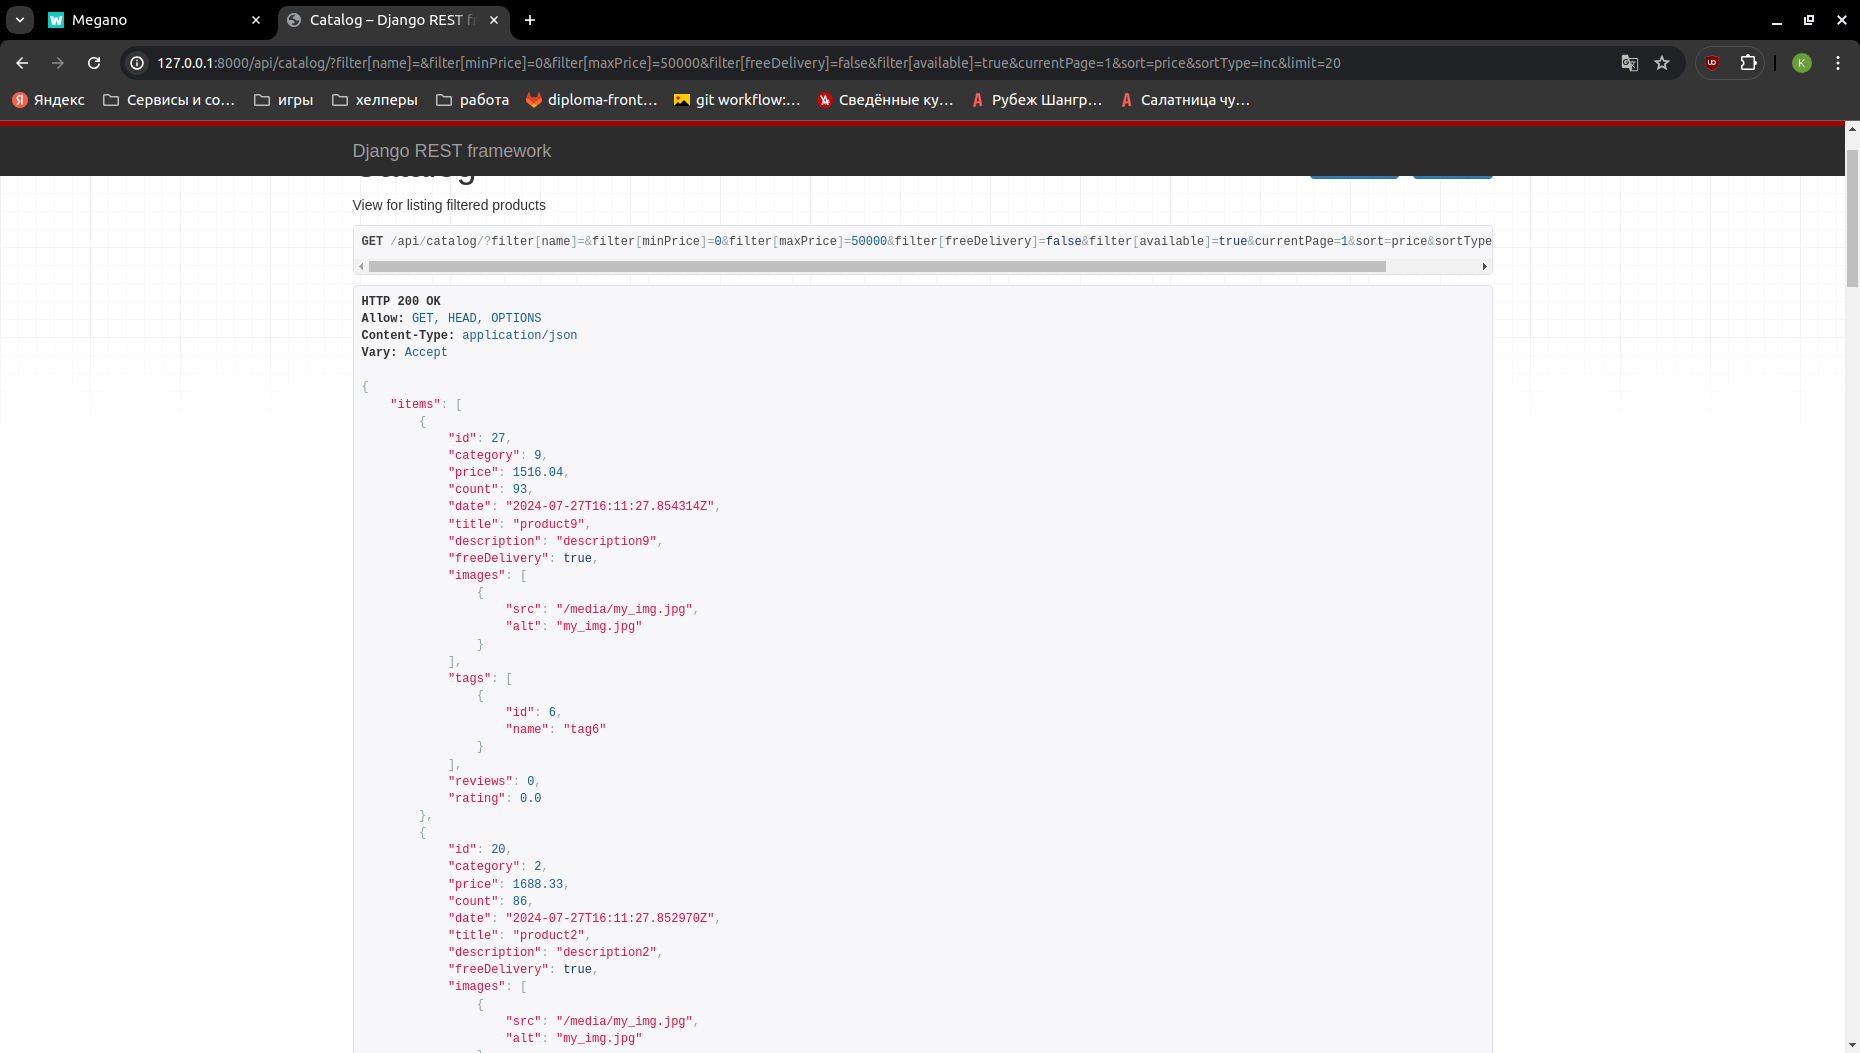 Megano
Catalog – Django REST fr
127.0.0.1:8000/api/catalog/?filter[name]=&filter[minPrice]=0&filter[maxPrice]=50000&filter[freeDelivery]=false&filter[available]=true&currentPage=1&sort=price&sortType=inc&limit=20
K
Яндекс
Сервисы и со...
игры
хелперы
работа
diploma-front...
git workflow:...
Сведённые ку...
Рубеж Шангр...
Салатница чу...
Django REST framework
Catalog
View for listing filtered products
GET /api/catalog/?filter[name]=&filter[minPrice]=0&filter[maxPrice]=50000&filter[freeDelivery]=false&filter[available]=true&currentPage=1&sort=price&sortType
HTTP 200 OK
Allow: GET, HEAD, OPTIONS
Content-Type: application/json
Vary: Accept
{
"items": [
{
"id": 27,
"category": 9,
"price": 1516.04,
"count": 93,
"date": "2024-07-27T16:11:27.854314Z",
"title": "product9",
"description": "description9",
"freeDelivery": true,
"images": [
{
"src": "/media/my_img.jpg",
"alt": "my_img.jpg"
}
],
"tags": [
{
"id": 6,
"name": "tag6"
}
],
"reviews": 0,
"rating": 0.0
},
{
"id": 20,
"category": 2,
"price": 1688.33,
"count": 86,
"date": "2024-07-27T16:11:27.852970Z",
"title": "product2",
"description": "description2",
"freeDelivery": true,
"images": [
{
"src": "/media/my_img.jpg",
"alt": "my_img.jpg"
}